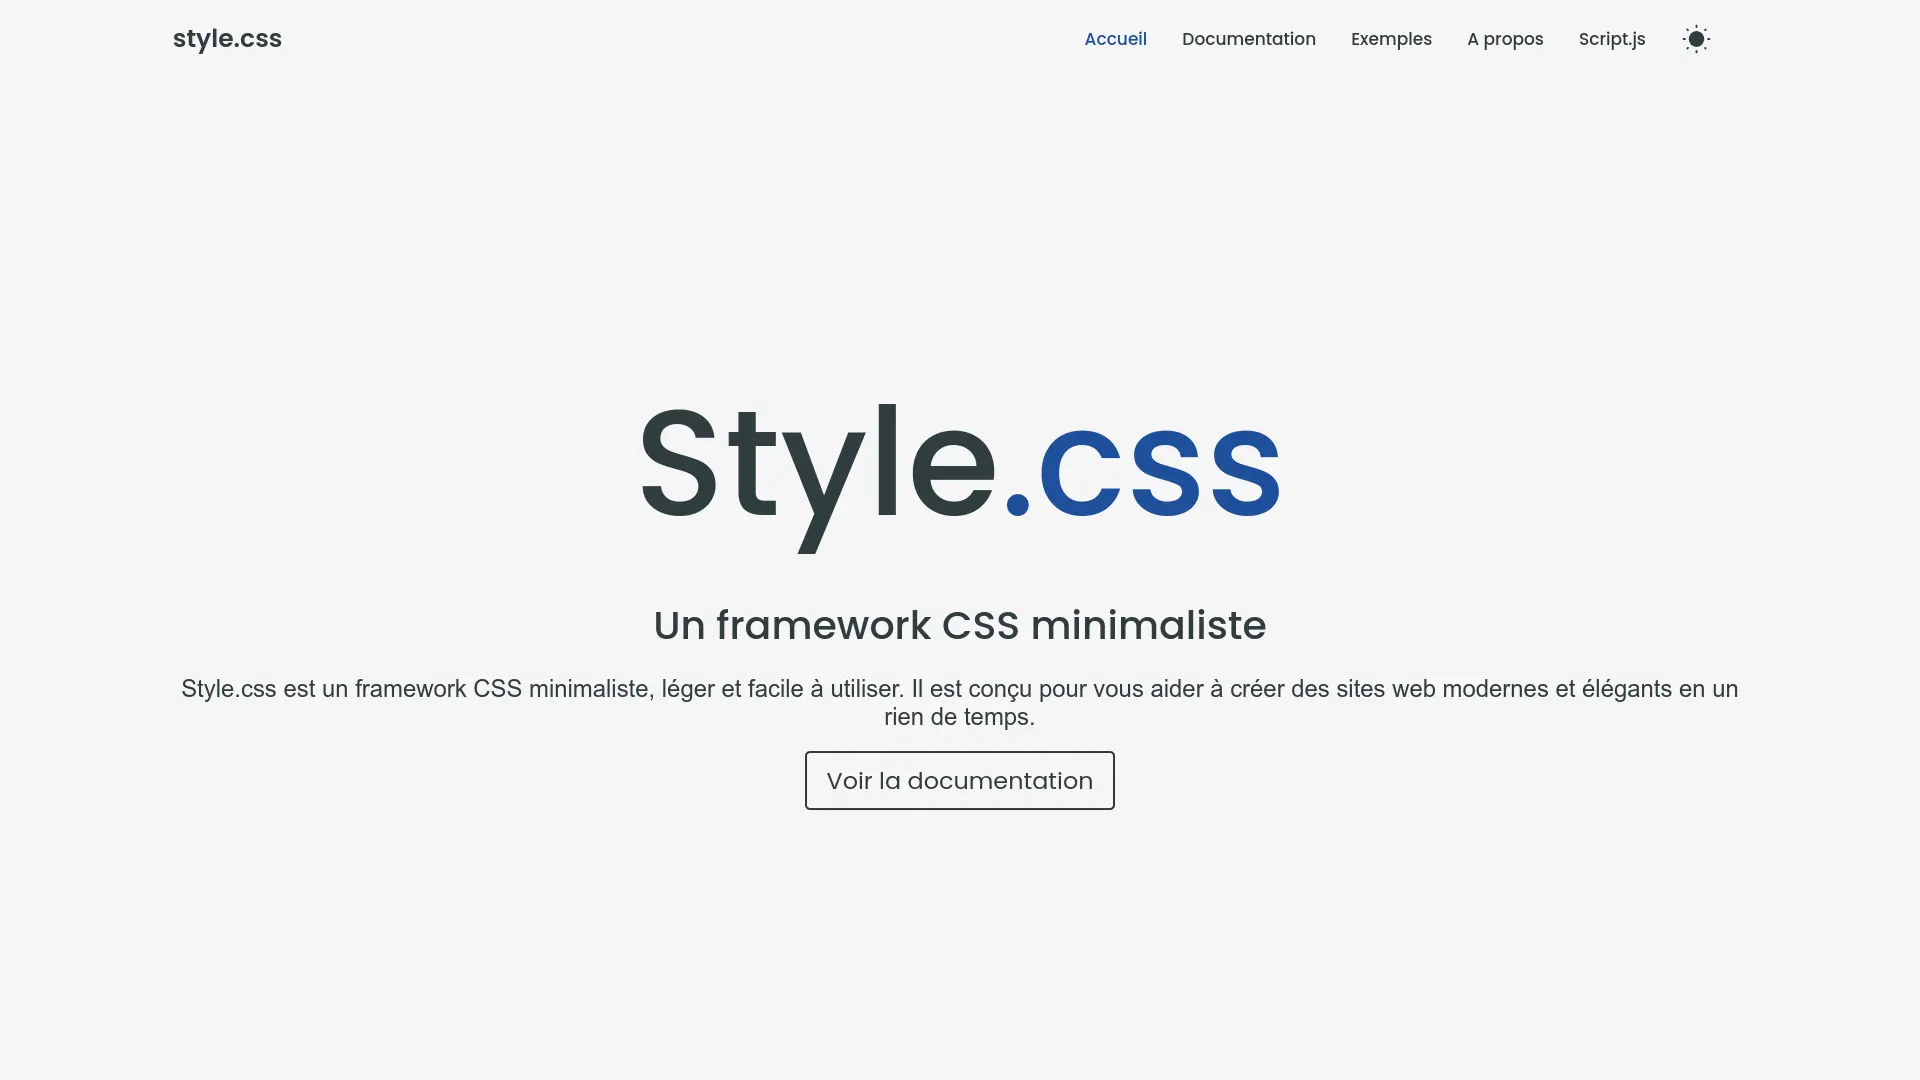 style.css
Accueil
Documentation
Exemples
A propos
Script.js
Style.css
Un framework CSS minimaliste
Style.css est un framework CSS minimaliste, léger et facile à utiliser. Il est conçu pour vous aider à créer des sites web modernes et élégants en un
rien de temps.
Voir la documentation